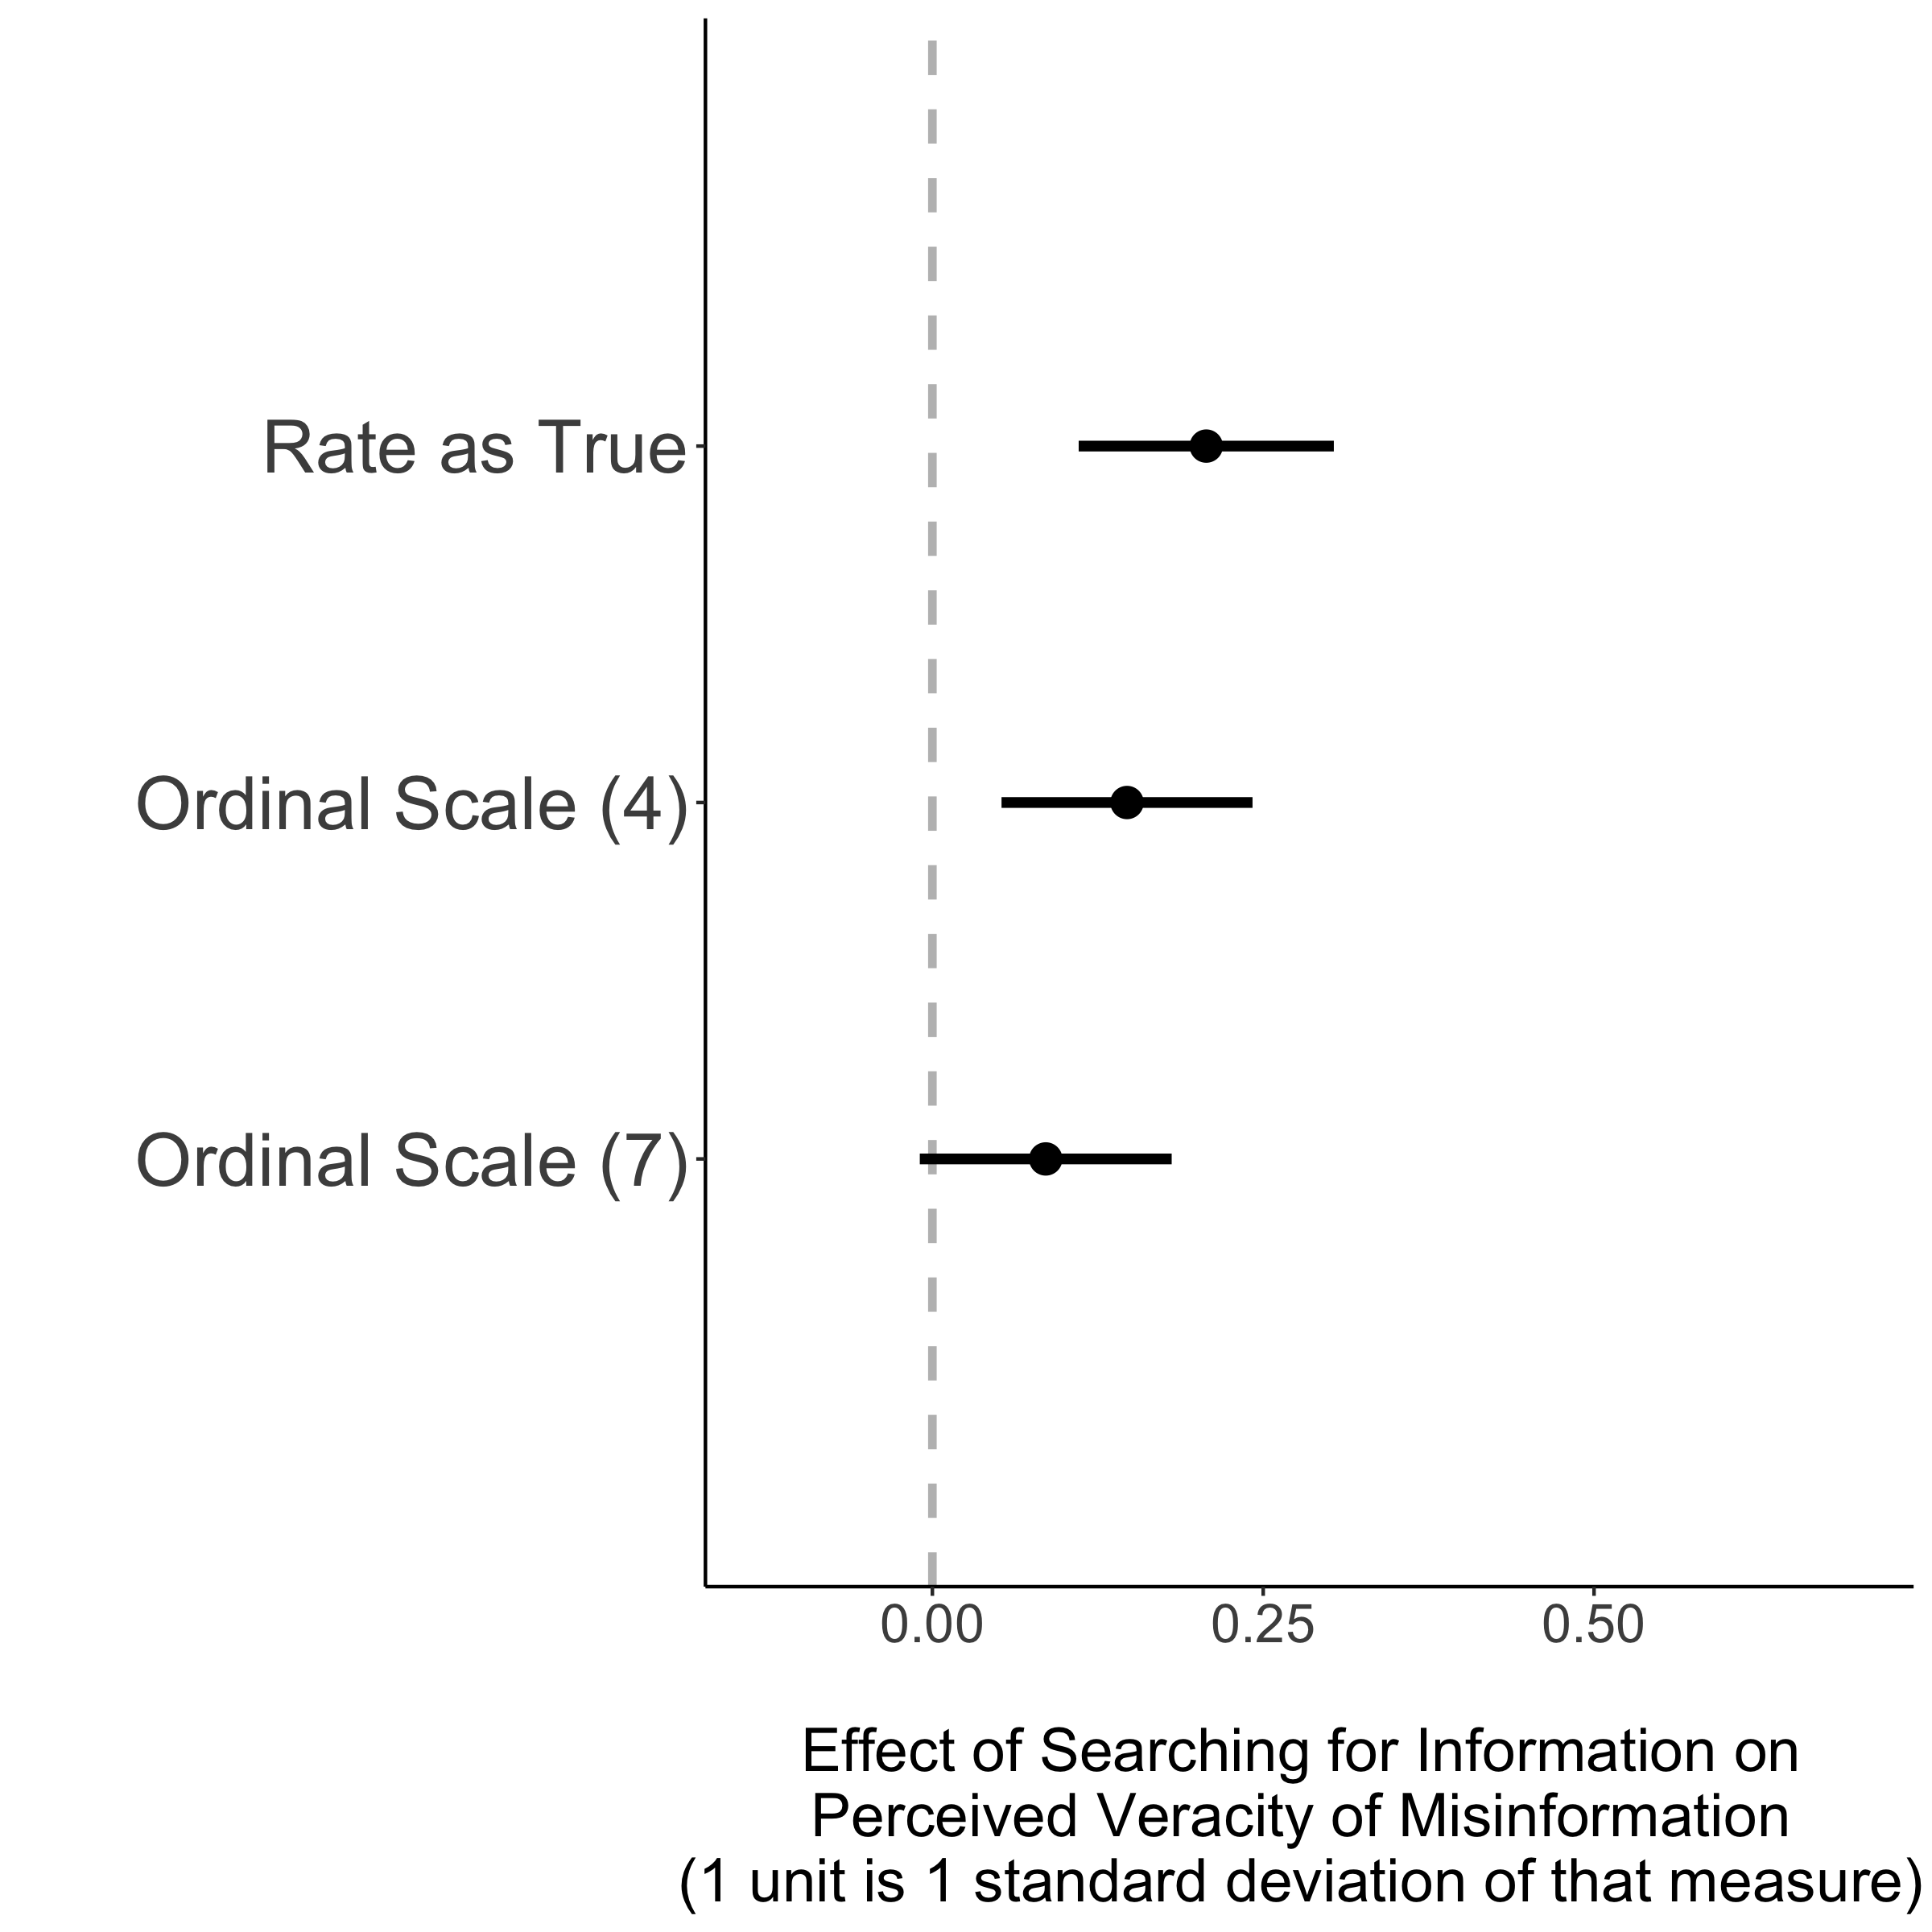 Rate as True
Ordinal Scale (4)
Ordinal Scale (7)
0.00 0.25 0.50
Effect of Searching for Information on
Perceived Veracity of Misinformation
(1 unit is 1 standard deviation of that measure)